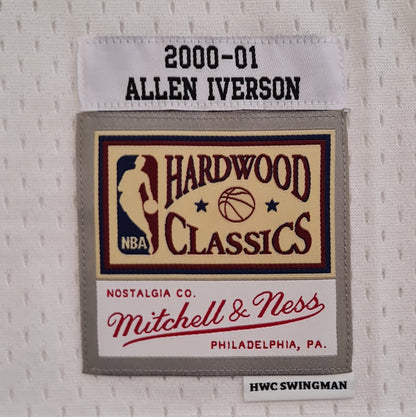 2000-01
ALLEN IVERSON
HARDWOOD
CLASSICS
NBA
NOSTALGIA CO.
Mitchell & Ness
PHILADELPHIA, PA.
HWC SWINGMAN